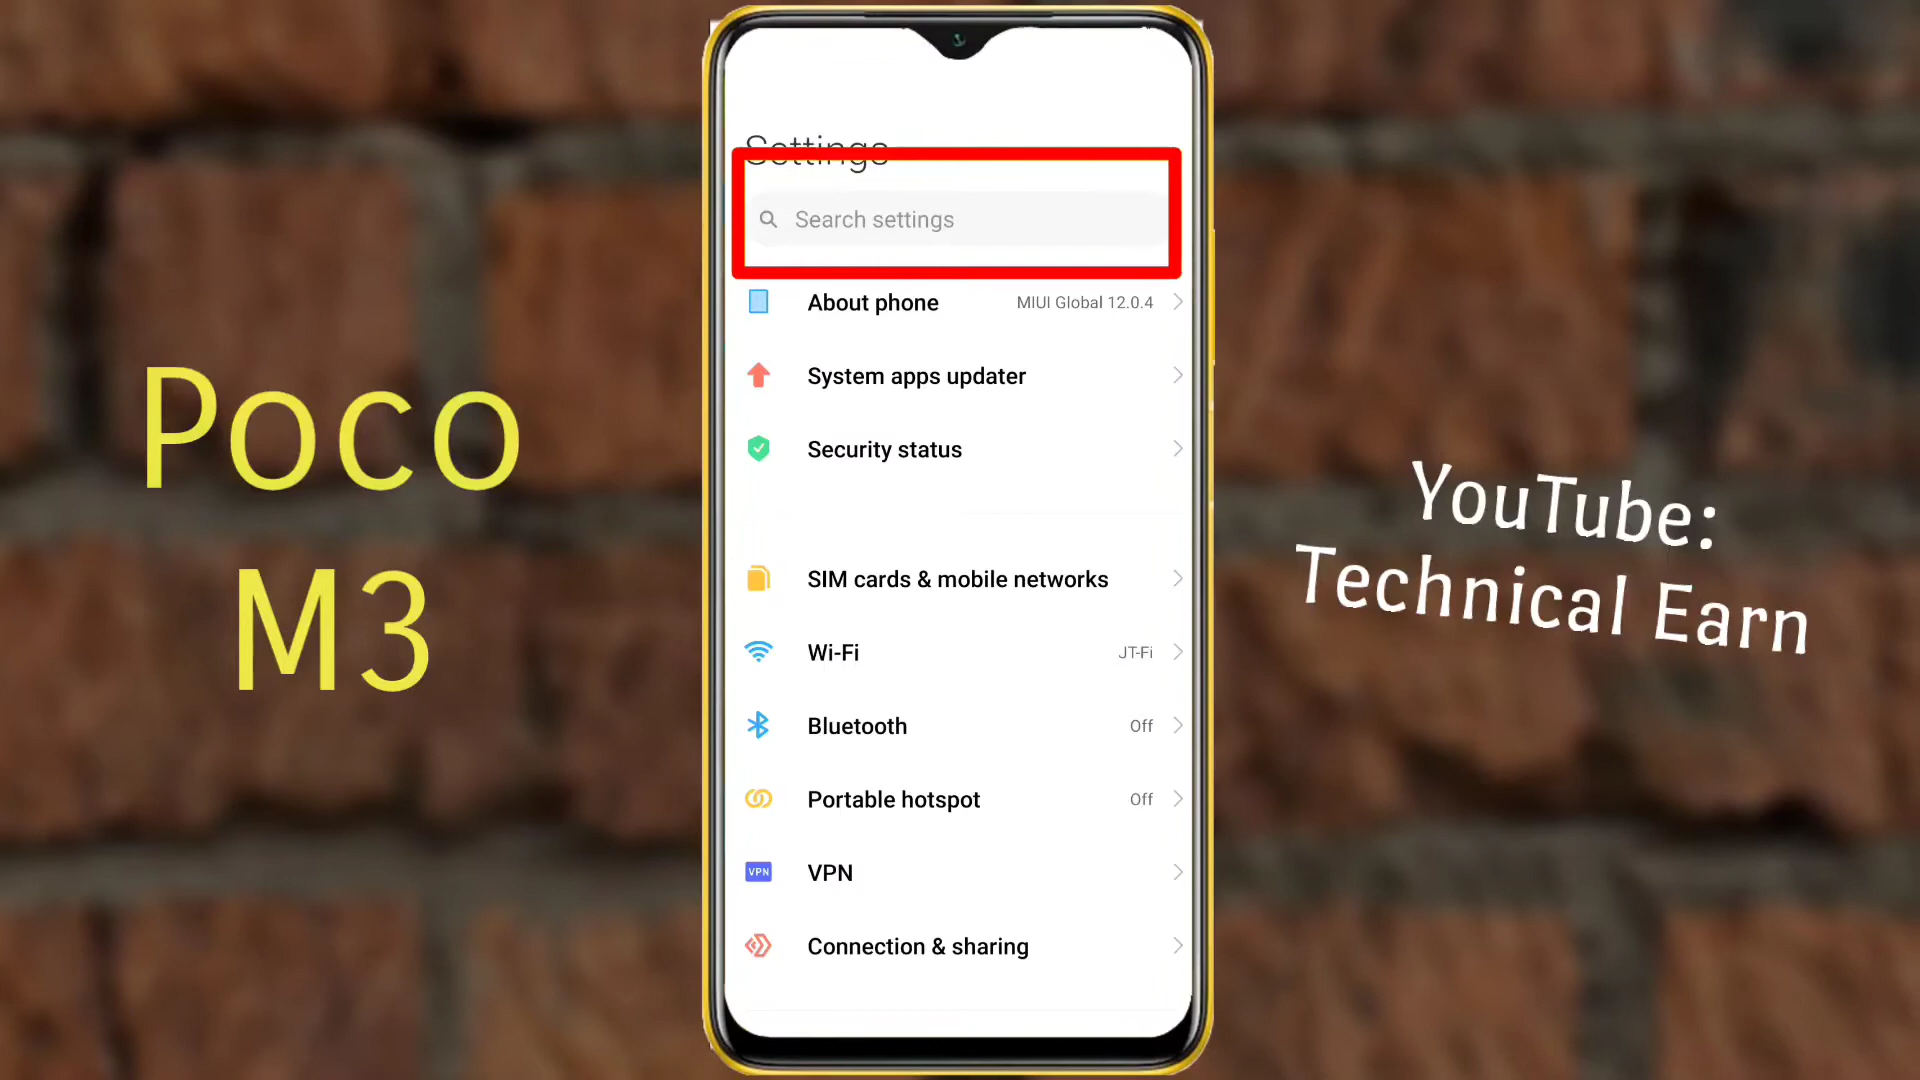 Settings
Search settings
About phone MIUI Global 12.0.4
System apps updater
Security status
SIM cards & mobile networks
Wi-Fi JT-Fi
Bluetooth Off
Portable hotspot Off
VPN VPN
Connection & sharing
Poco
M3
YouTube:
Technical Earn